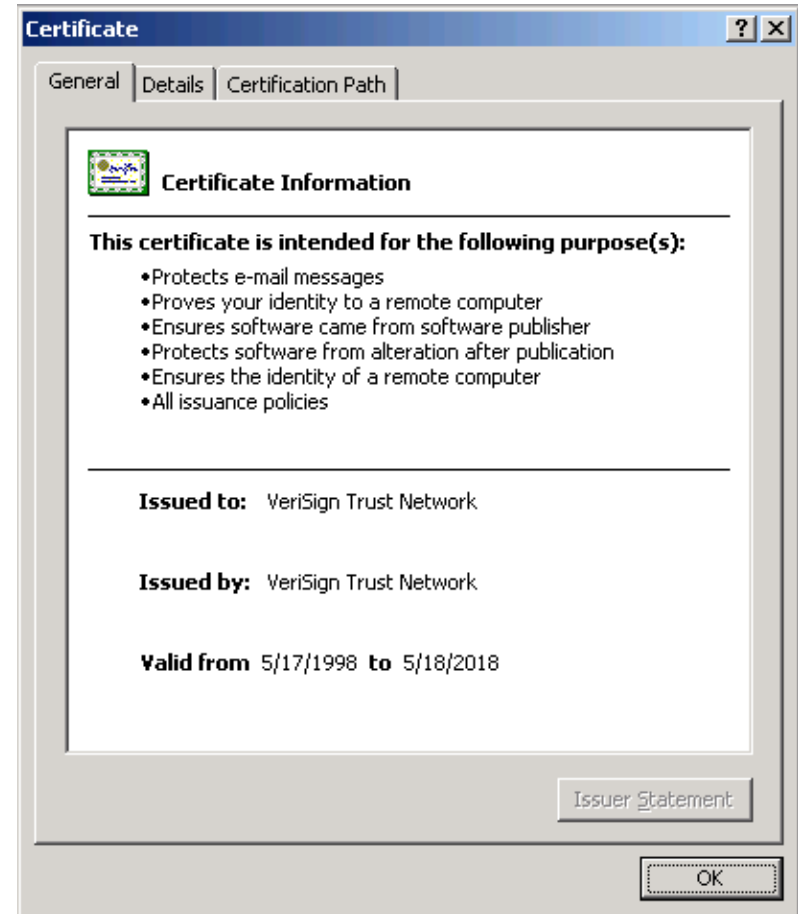 Certificate
General Details Certification Path
Certificate Information
This certificate is intended for the following purpose(s):
•Protects e-mail messages
•Proves your identity to a remote computer
•Ensures software came from software publisher
•Protects software from alteration after publication
•Ensures the identity of a remote computer
•All issuance policies
Issued to: VeriSign Trust Network
Issued by: VeriSign Trust Network
Valid from 5/17/1998 to 5/18/2018
Issuer Statement
OK